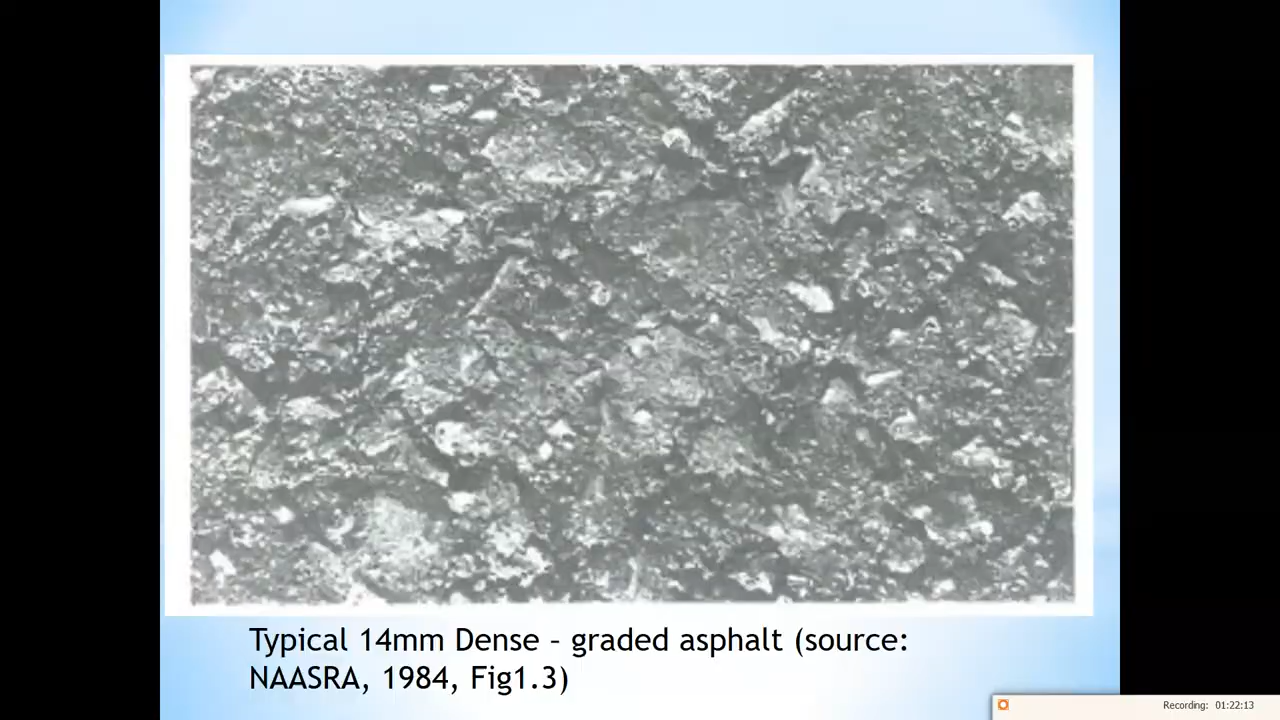 Typical 14mm Dense – graded asphalt (source:
NAASRA, 1984, Fig1.3)
Recording: 01:22:13